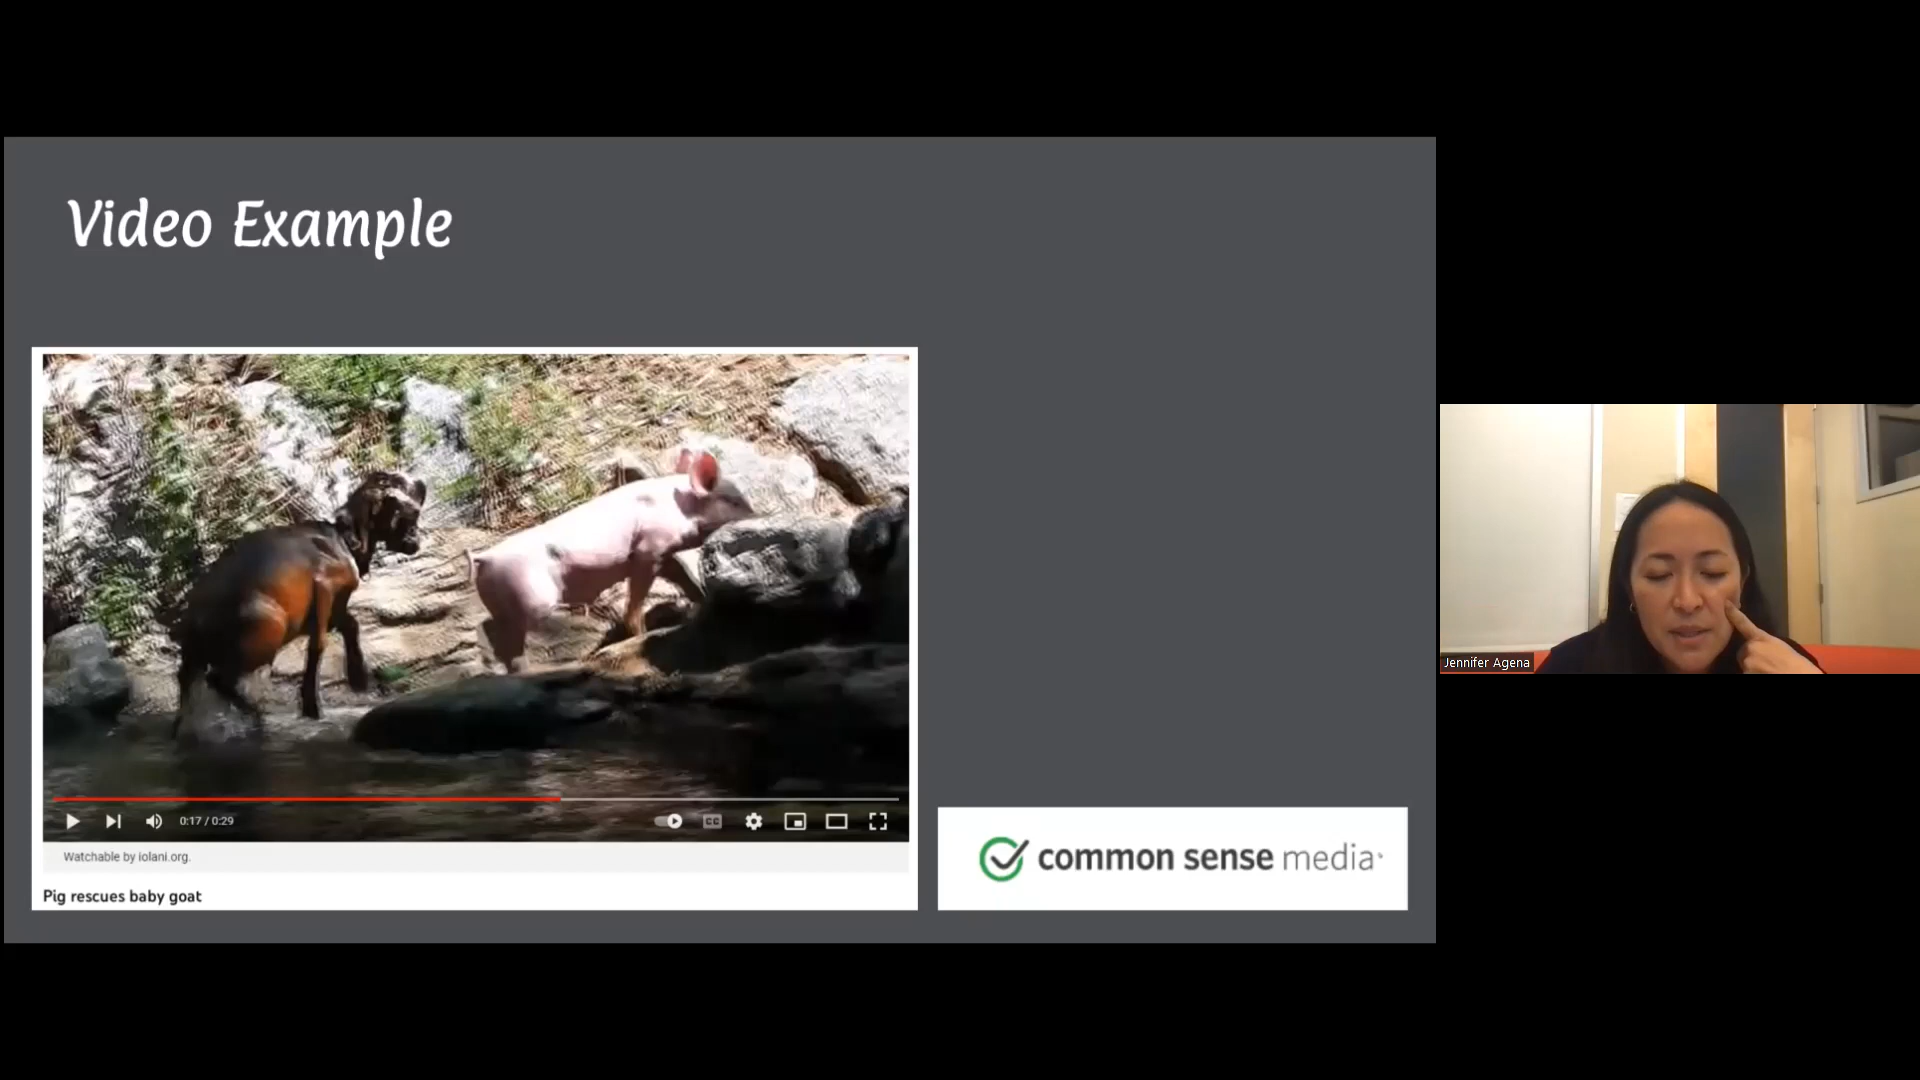 Video Example
0:17 / 0:29
CC
Watchable by iolani.org.
Pig rescues baby goat
common sense media
Jennifer Agena